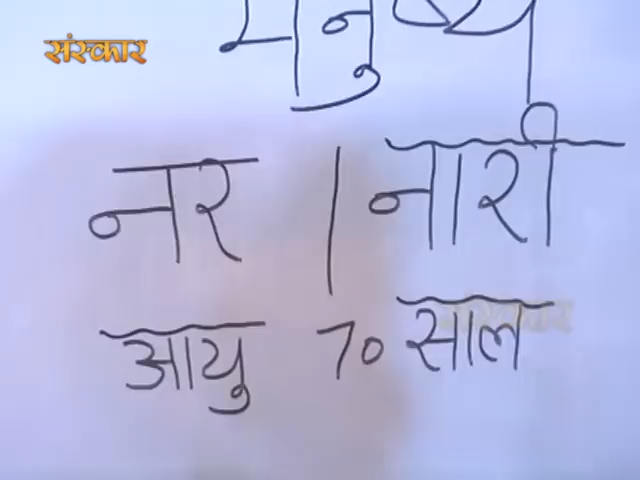 संस्कार
मनुष्य
नर | नारी
आयु 70 साल
संस्कार